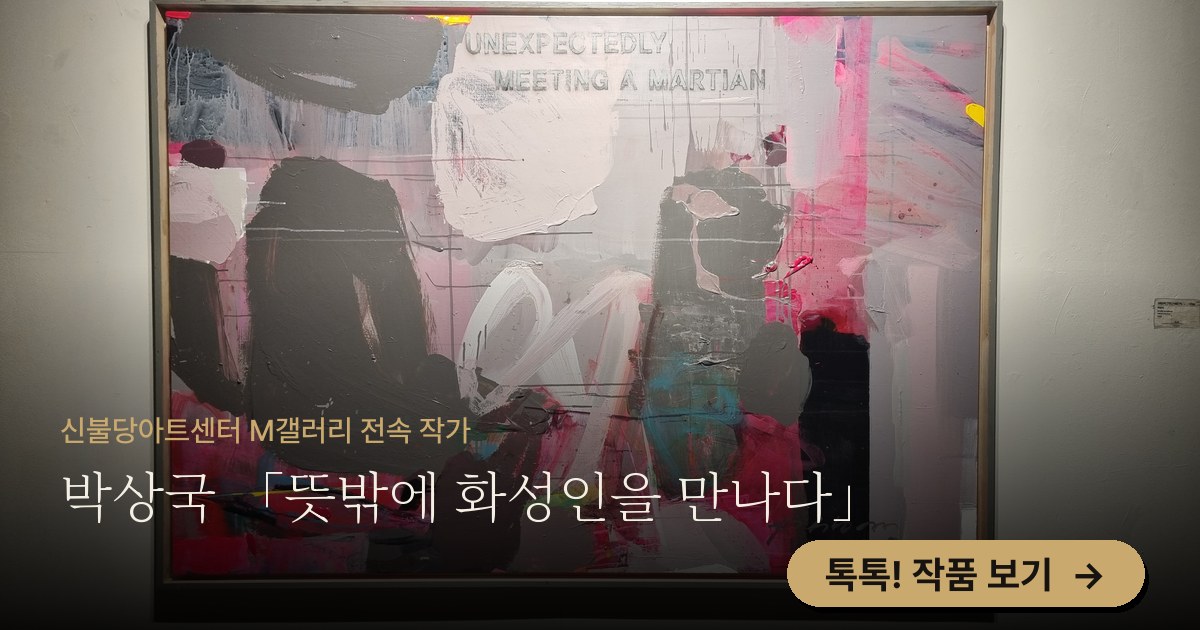 UNEXPECTEDLY
MEETING A MARTIAN
신불당아트센터 M갤러리 전속 작가
박상국 「뜻밖에 화성인을 만나다」
톡톡! 작품 보기 →